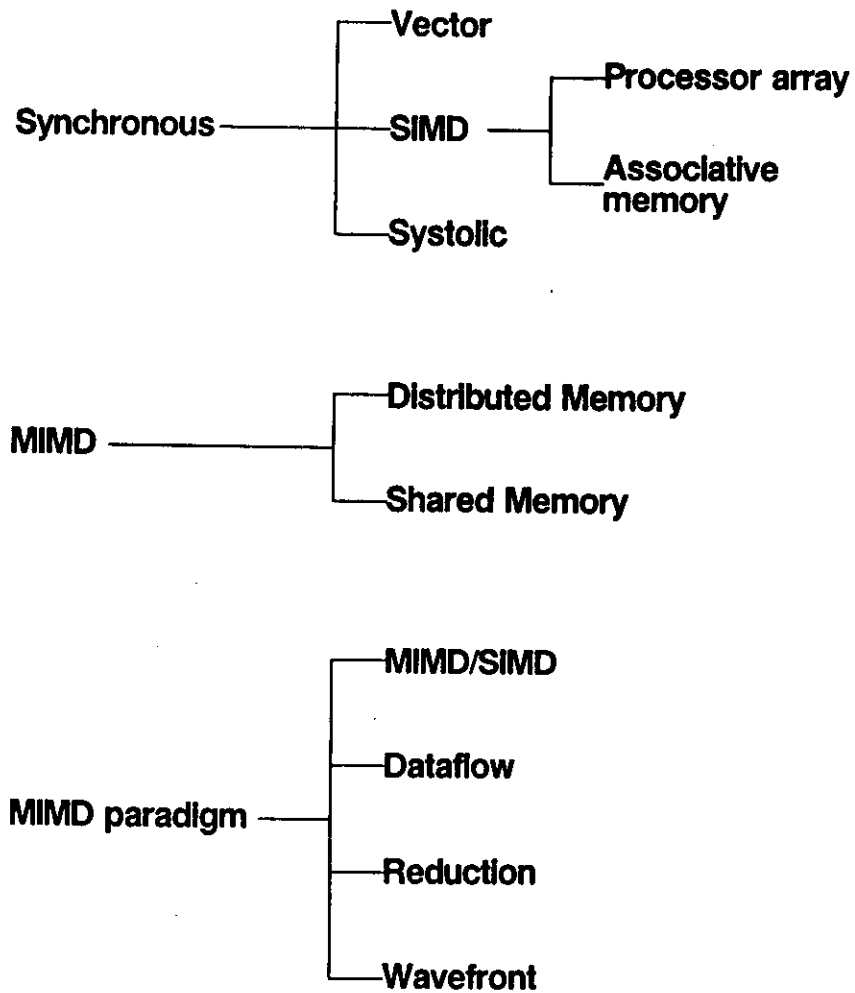 Vector
Processor array
Synchronous
SIMD
Associative
memory
Systolic
Distributed Memory
MIMD
Shared Memory
MIMD/SIMD
Dataflow
MIMD paradigm
Reduction
Wavefront